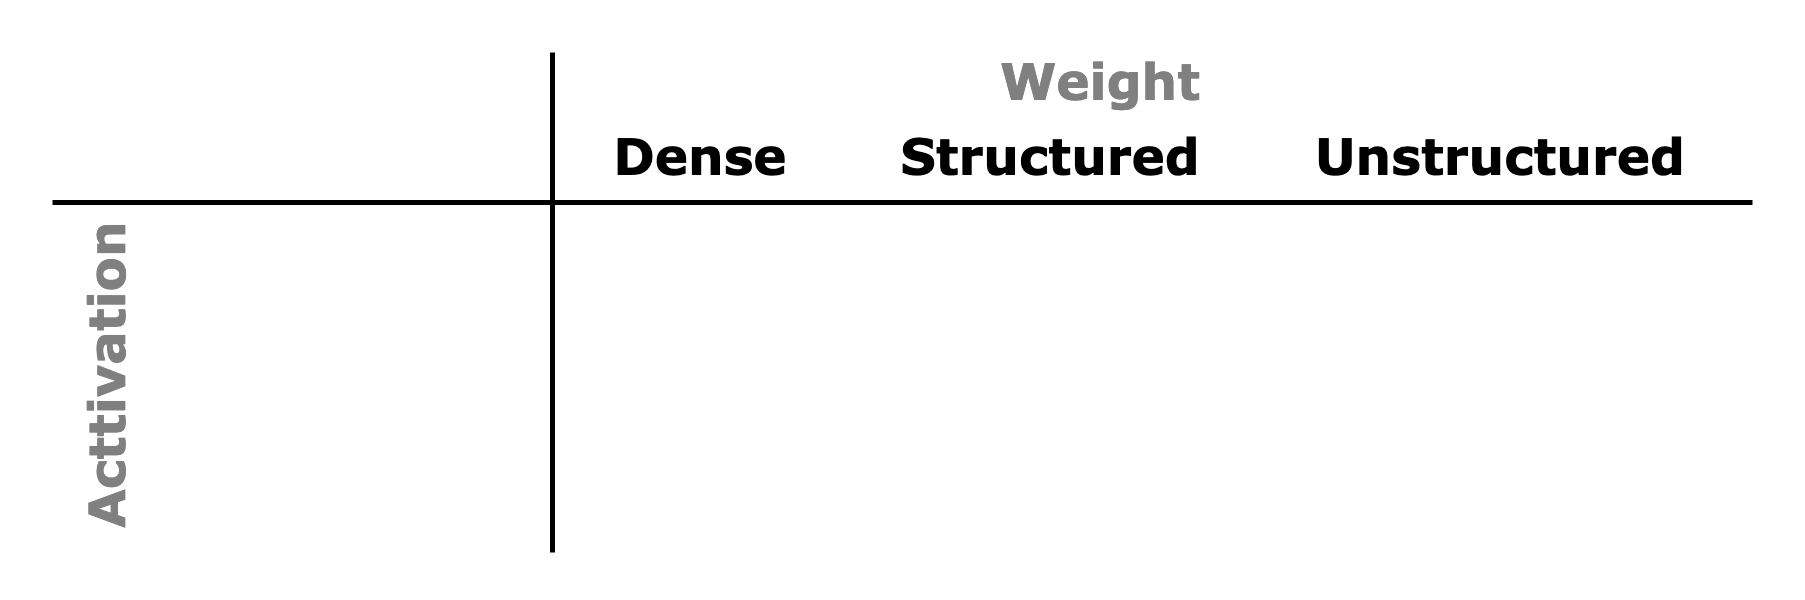 Weight
Dense Structured Unstructured
Acttivation